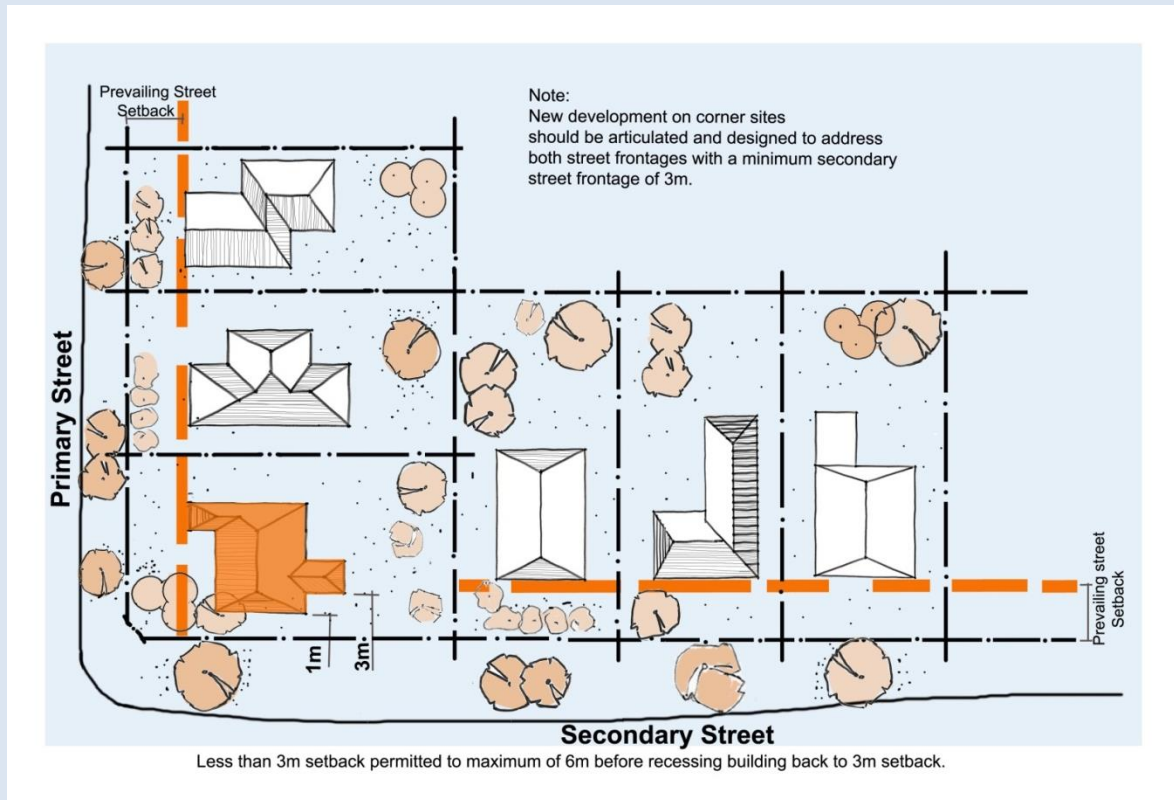 Prevailing Street
Setback
Note:
New development on corner sites
should be articulated and designed to address
both street frontages with a minimum secondary
street frontage of 3m.
Primary Street
1m
3m
Prevailing street
Setback
Secondary Street
Less than 3m setback permitted to maximum of 6m before recessing building back to 3m setback.